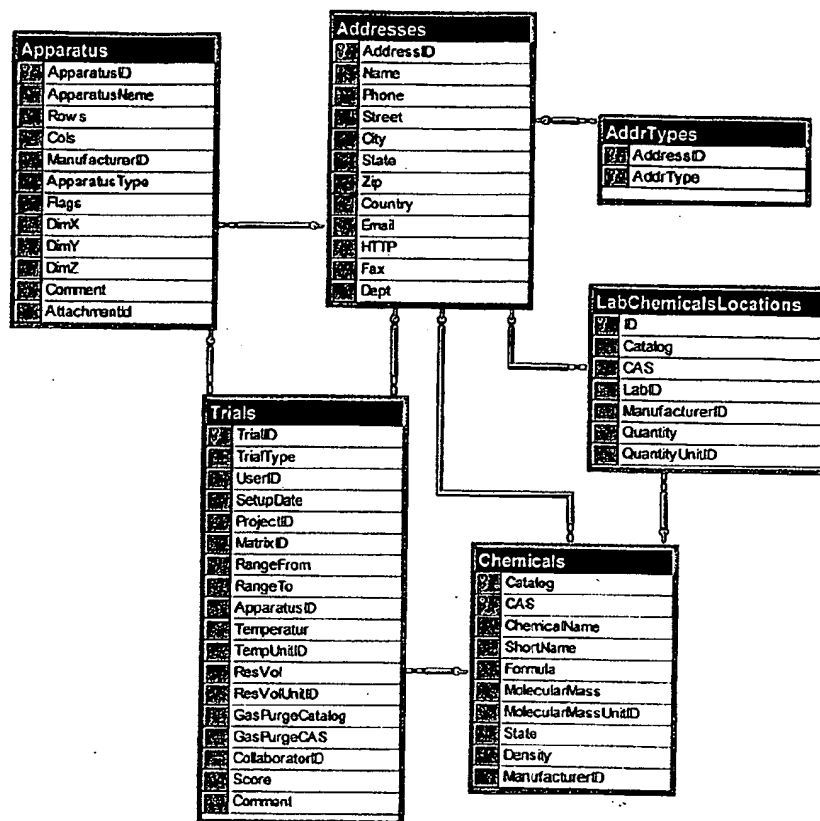 Apparatus
ApparatusID
ApparatusName
Rows
Cols
ManufacturerID
ApparatusType
Flags
DimX
DimY
DimZ
Comment
AttachmentId
Addresses
AddressID
Name
Phone
Street
City
State
Zip
Country
Email
HTTP
Fax
Dept
AddrTypes
AddressID
AddrType
LabChemicalsLocations
ID
Catalog
CAS
LabID
ManufacturerID
Quantity
QuantityUnitID
Trials
TrialID
TrialType
UserID
SetupDate
ProjectID
MatrixID
RangeFrom
RangeTo
ApparatusID
Temperatur
TempUnitID
ResVol
ResVolUnitID
GasPurgeCatalog
GasPurgeCAS
CollaboratorID
Score
Comment
Chemicals
Catalog
CAS
ChemicalName
ShortName
Formula
MolecularMass
MolecularMassUnitID
State
Density
ManufacturerID